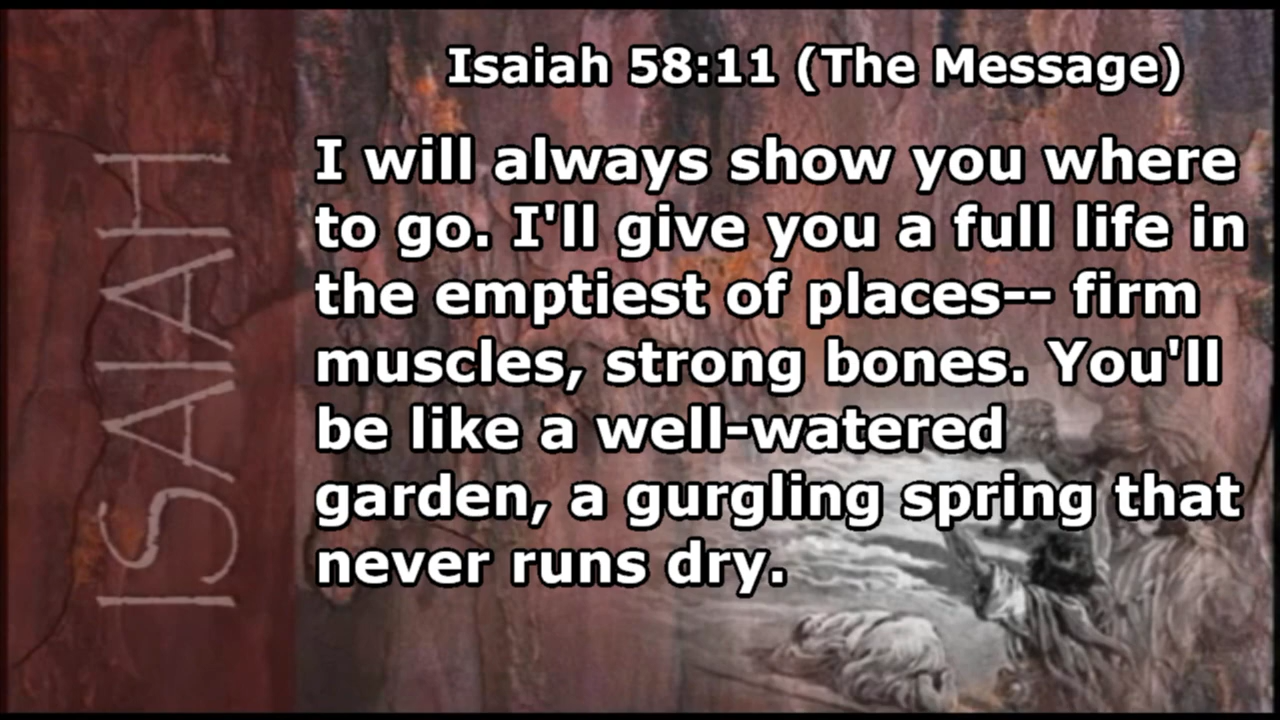 ISAIAH
Isaiah 58:11 (The Message)
I will always show you where
to go. I'll give you a full life in
the emptiest of places-- firm
muscles, strong bones. You'll
be like a well-watered
garden, a gurgling spring that
never runs dry.